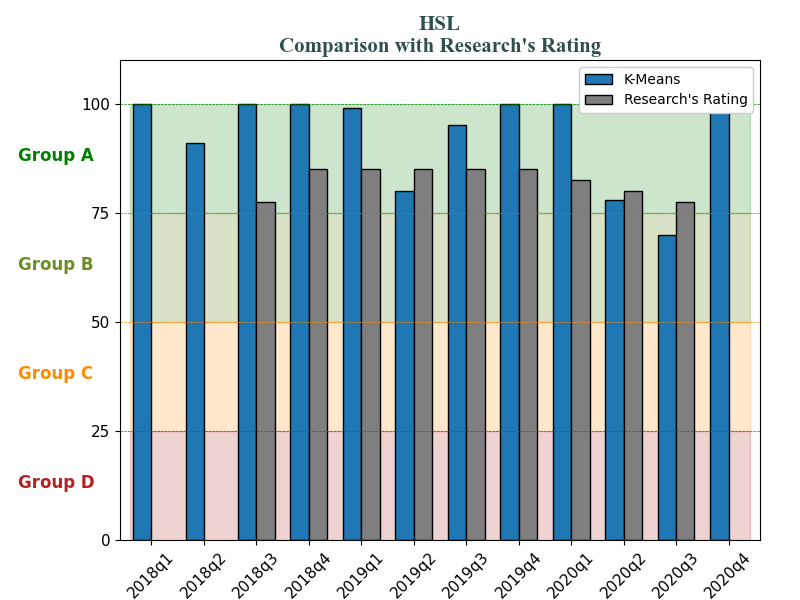 HSL
Comparison with Research's Rating
K-Means
Research's Rating
100
Group A
75
Group B
50
Group C
25
Group D
0
2018q1
2018q2
2018q3
2018q4
2019q1
2019q2
2019q3
2019q4
2020q1
2020q2
2020q3
2020q4